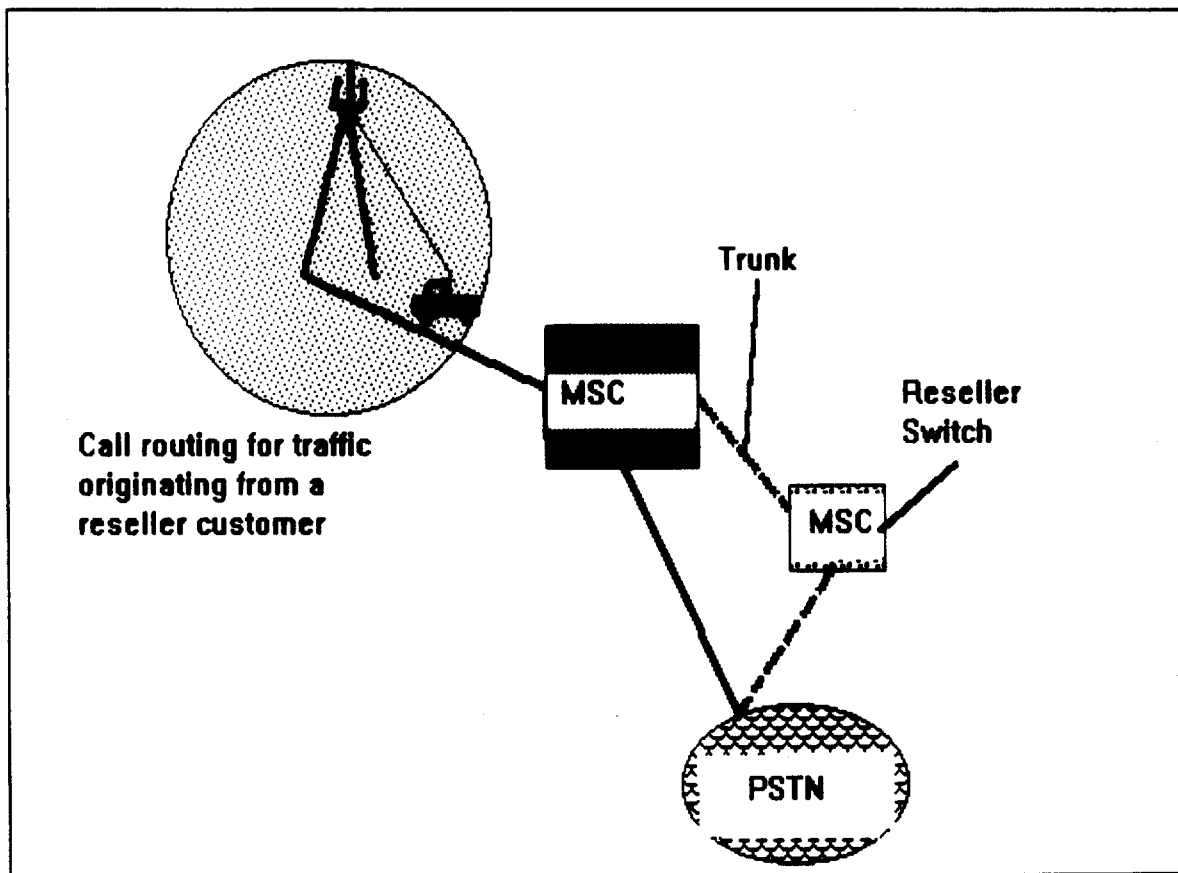 Trunk
MSC
Reseller
Switch
Call routing for traffic
originating from a
reseller customer
MSC
PSTN